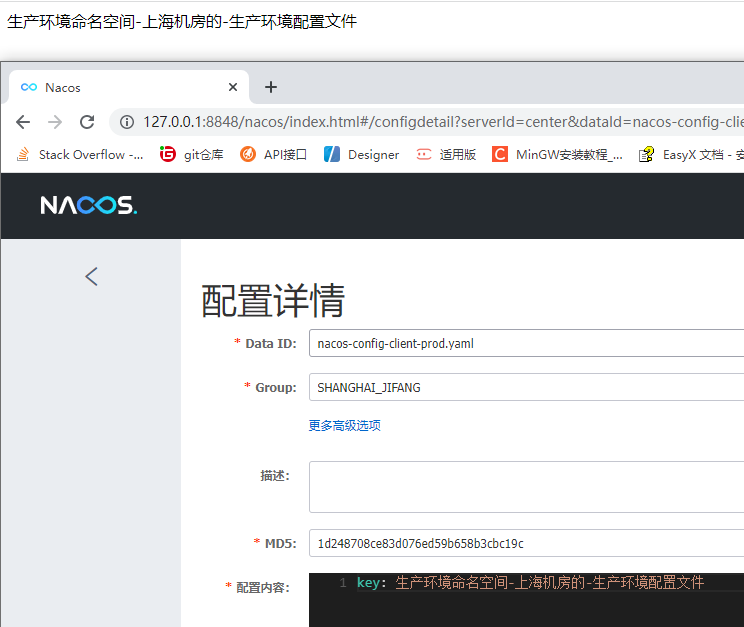 生产环境命名空间-上海机房的-生产环境配置文件
Nacos
127.0.0.1:8848/nacos/index.html#/configdetail?serverId=center&dataId=nacos-config-clie
Stack Overflow -... git仓库 API接口 Designer 适用版 MinGW安装教程_... EasyX 文档 - 安
NACOS.
配置详情
* Data ID: nacos-config-client-prod.yaml
* Group: SHANGHAI_JIFANG
更多高级选项
描述:
* MD5: 1d248708ce83d076ed59b658b3cbc19c
* 配置内容: 1 key: 生产环境命名空间-上海机房的-生产环境配置文件